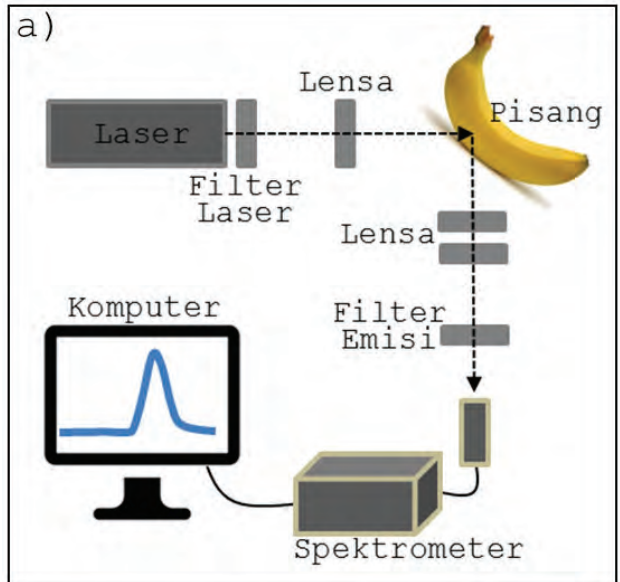 a)
Lensa
Pisang
Laser
Filter
Laser
Lensa
Komputer
Filter
Emisi
Spektrometer